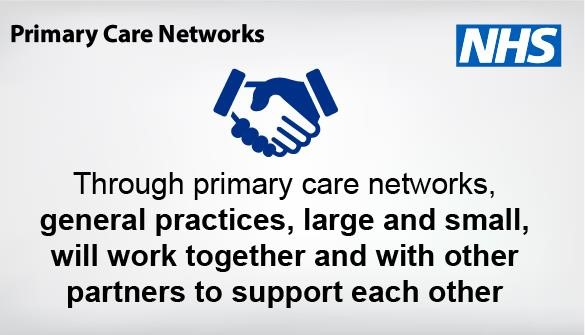 Primary Care Networks
NHS
Through primary care networks,
general practices, large and small,
will work together and with other
partners to support each other